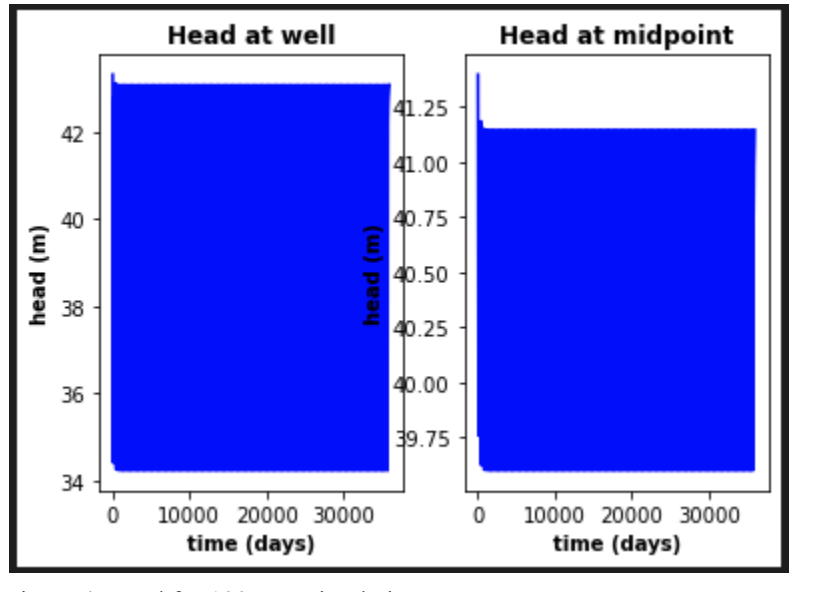 Head at well
42
40
38
36
34
head (m)
0 10000 20000 30000
time (days)
Head at midpoint
41.25
41.00
40.75
40.50
40.25
40.00
39.75
head (m)
0 10000 20000 30000
time (days)